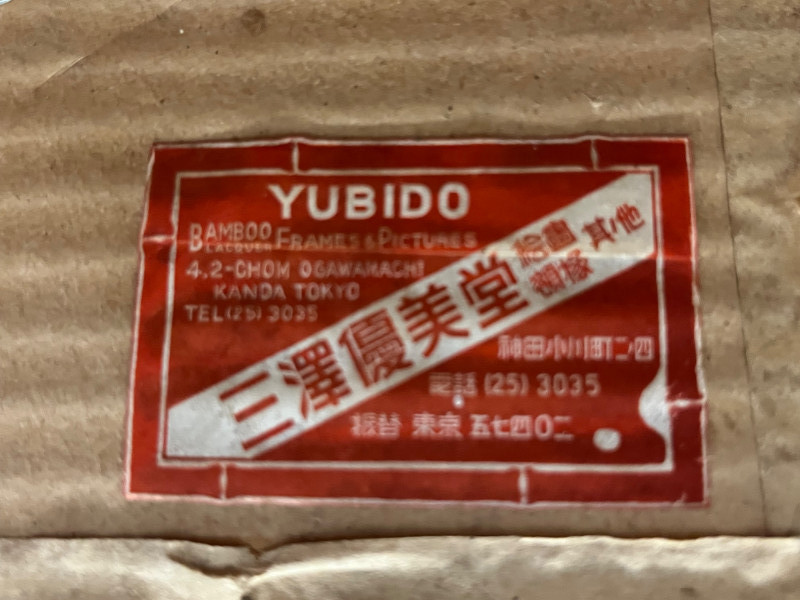 YUBIDO
BAMBOO LACQUER FRAMES & PICTURES
4,2-CHOM OGAWAMACHI
KANDA TOKYO
TEL (25) 3035
三澤優美堂
絵畫 其ノ他
額縁
神田小川町二ノ四
電話 (25) 3035
振替 東京 五七四〇二